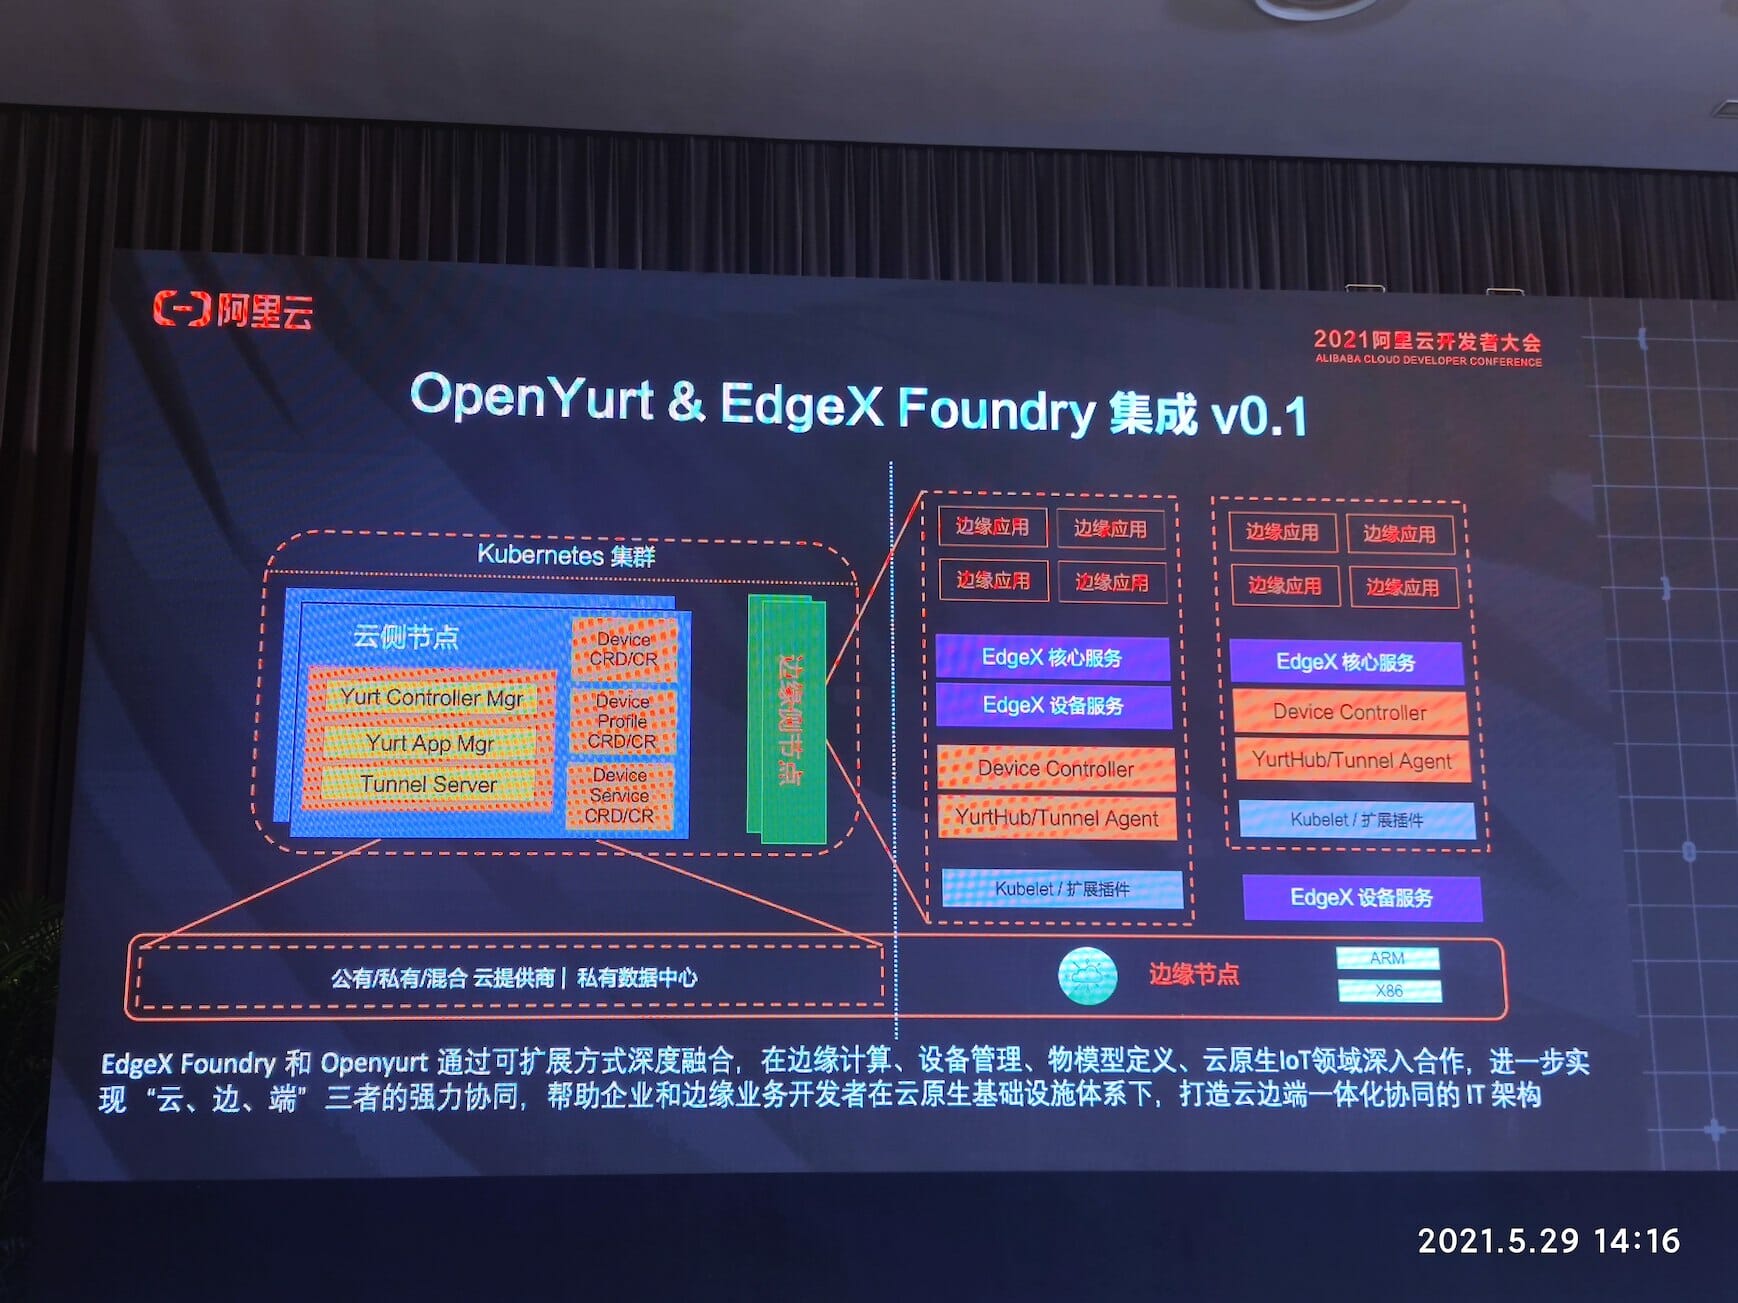 阿里云
2021阿里云开发者大会
ALIBABA CLOUD DEVELOPER CONFERENCE
OpenYurt & EdgeX Foundry 集成 v0.1
Kubernetes 集群
云侧节点
Yurt Controller Mgr
Yurt App Mgr
Tunnel Server
Device
CRD/CR
Device
Profile
CRD/CR
Device
Service
CRD/CR
边缘侧节点
边缘应用 边缘应用
边缘应用 边缘应用
EdgeX 核心服务
EdgeX 设备服务
Device Controller
YurtHub/Tunnel Agent
Kubelet / 扩展插件
边缘应用 边缘应用
边缘应用 边缘应用
EdgeX 核心服务
Device Controller
YurtHub/Tunnel Agent
Kubelet / 扩展插件
EdgeX 设备服务
公有/私有/混合 云提供商 | 私有数据中心
边缘节点
ARM
X86
EdgeX Foundry 和 Openyurt 通过可扩展方式深度融合，在边缘计算、设备管理、物模型定义、云原生IoT领域深入合作，进一步实
现“云、边、端”三者的强力协同，帮助企业和边缘业务开发者在云原生基础设施体系下，打造云边端一体化协同的 IT 架构
2021.5.29 14:16